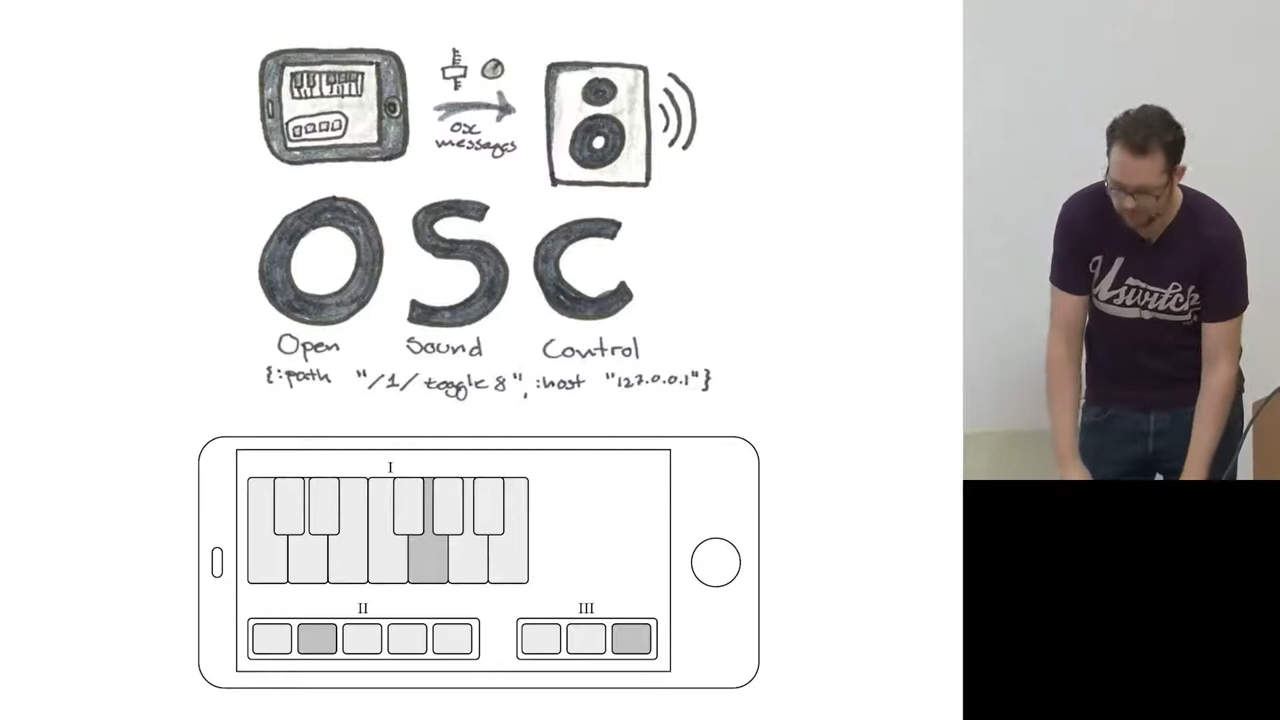 osc
messages
OSC
Open Sound Control
{:path "/1/toggle8", :host "127.0.0.1"}
I
II III
Uswitch